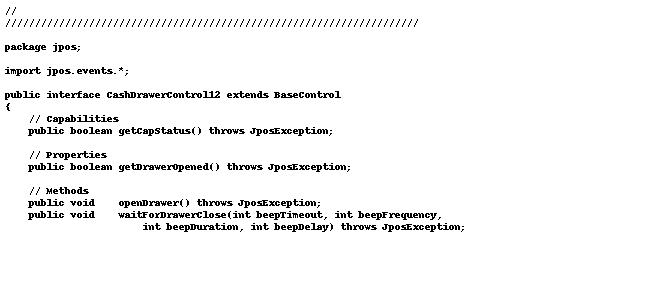 //
/////////////////////////////////////////////////////////////////////

package jpos;

import jpos.events.*;

public interface CashDrawerControl12 extends BaseControl
{
    // Capabilities
    public boolean getCapStatus() throws JposException;

    // Properties
    public boolean getDrawerOpened() throws JposException;

    // Methods
    public void    openDrawer() throws JposException;
    public void    waitForDrawerClose(int beepTimeout, int beepFrequency,
                       int beepDuration, int beepDelay) throws JposException;